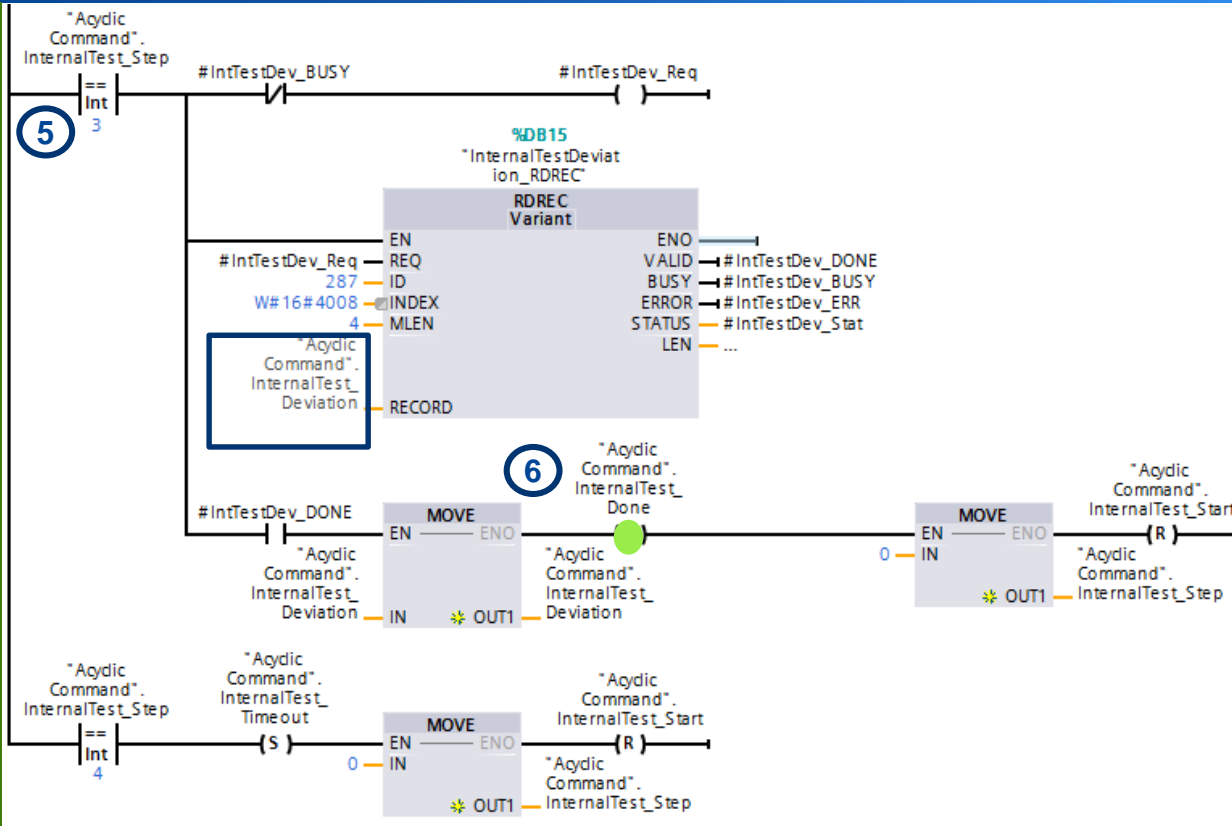 "Acyclic
Command".
InternalTest_Step
==
Int
3
5
#IntTestDev_BUSY
#IntTestDev_Req
%DB15
"InternalTestDeviat
ion_RDREC"
RDREC
Variant
EN
ENO
#IntTestDev_Req
REQ
VALID
#IntTestDev_DONE
287
ID
BUSY
#IntTestDev_BUSY
W#16#4008
INDEX
ERROR
#IntTestDev_ERR
4
MLEN
STATUS
#IntTestDev_Stat
LEN
...
"Acyclic
Command".
InternalTest_
Deviation
RECORD
6
#IntTestDev_DONE
MOVE
EN
ENO
"Acyclic
Command".
InternalTest_
Deviation
IN
OUT1
"Acyclic
Command".
InternalTest_
Deviation
"Acyclic
Command".
InternalTest_
Done
MOVE
EN
ENO
0
IN
OUT1
"Acyclic
Command".
InternalTest_Step
"Acyclic
Command".
InternalTest_Start
R
"Acyclic
Command".
InternalTest_Step
==
Int
4
"Acyclic
Command".
InternalTest_
Timeout
S
MOVE
EN
ENO
0
IN
OUT1
"Acyclic
Command".
InternalTest_Step
"Acyclic
Command".
InternalTest_Start
R